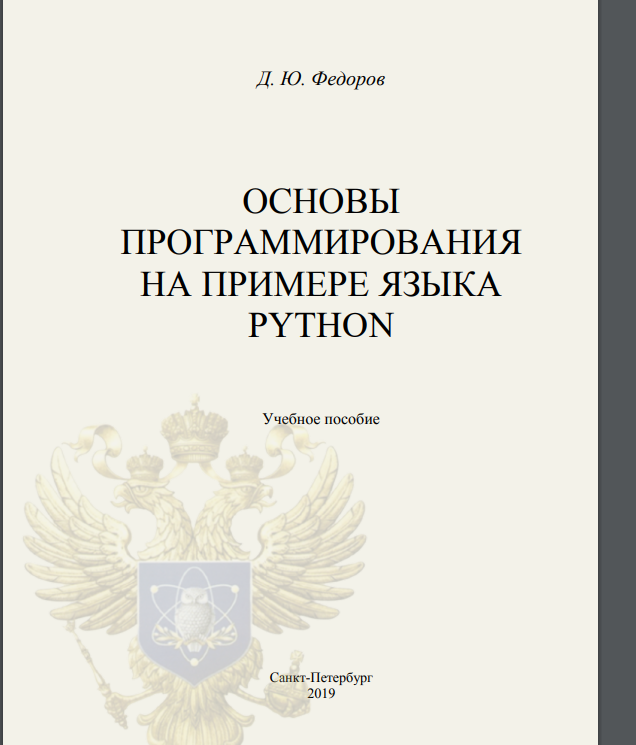 Д. Ю. Федоров
ОСНОВЫ
ПРОГРАММИРОВАНИЯ
НА ПРИМЕРЕ ЯЗЫКА
PYTHON
Учебное пособие
Санкт-Петербург
2019